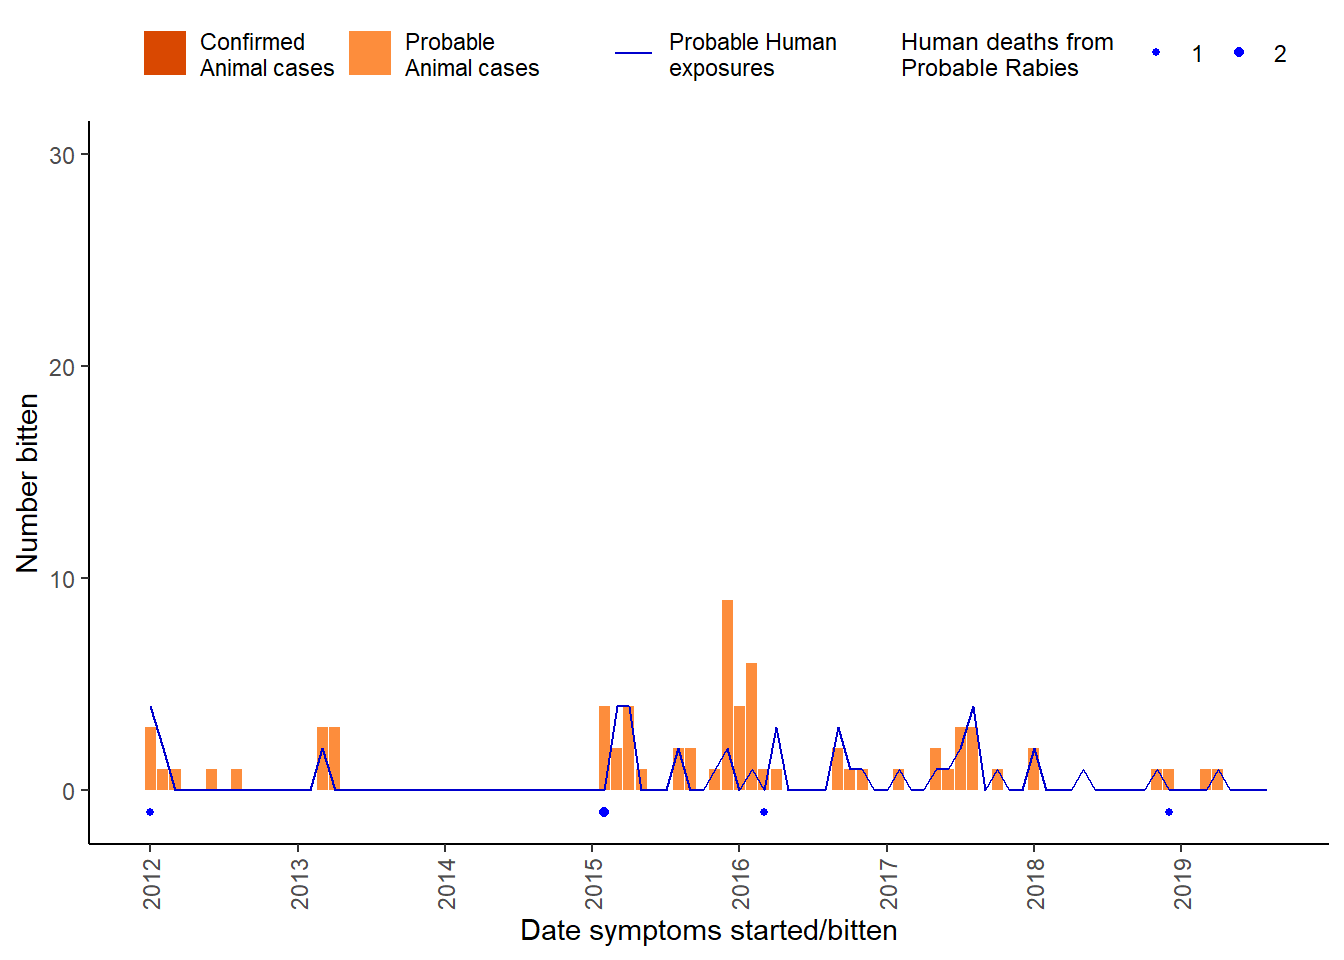 Confirmed
Animal cases
Probable
Animal cases
Probable Human
exposures
Human deaths from
Probable Rabies
1
2
30
20
10
0
Number bitten
2012
2013
2014
2015
2016
2017
2018
2019
Date symptoms started/bitten